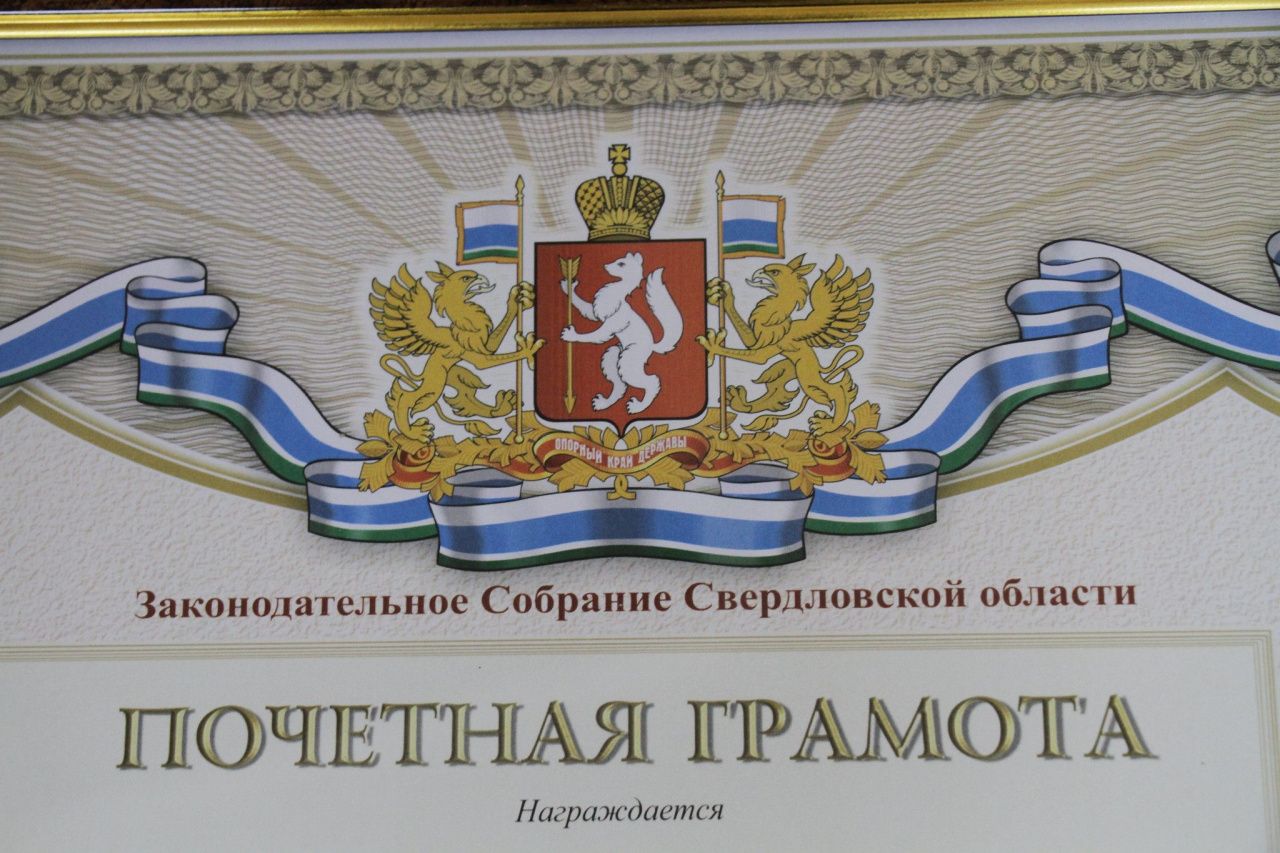 ОПОРНЫЙ КРАЙ ДЕРЖАВЫ
Законодательное Собрание Свердловской области
ПОЧЕТНАЯ ГРАМОТА
Награждается